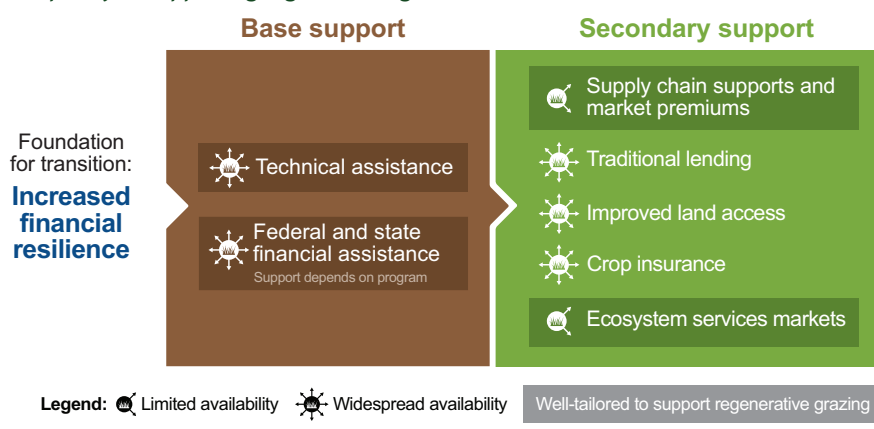 Base support
Secondary support
Foundation
for transition:
Increased
financial
resilience
Technical assistance
Federal and state
financial assistance
Support depends on program
Supply chain supports and
market premiums
Traditional lending
Improved land access
Crop insurance
Ecosystem services markets
Legend: Limited availability Widespread availability Well-tailored to support regenerative grazing